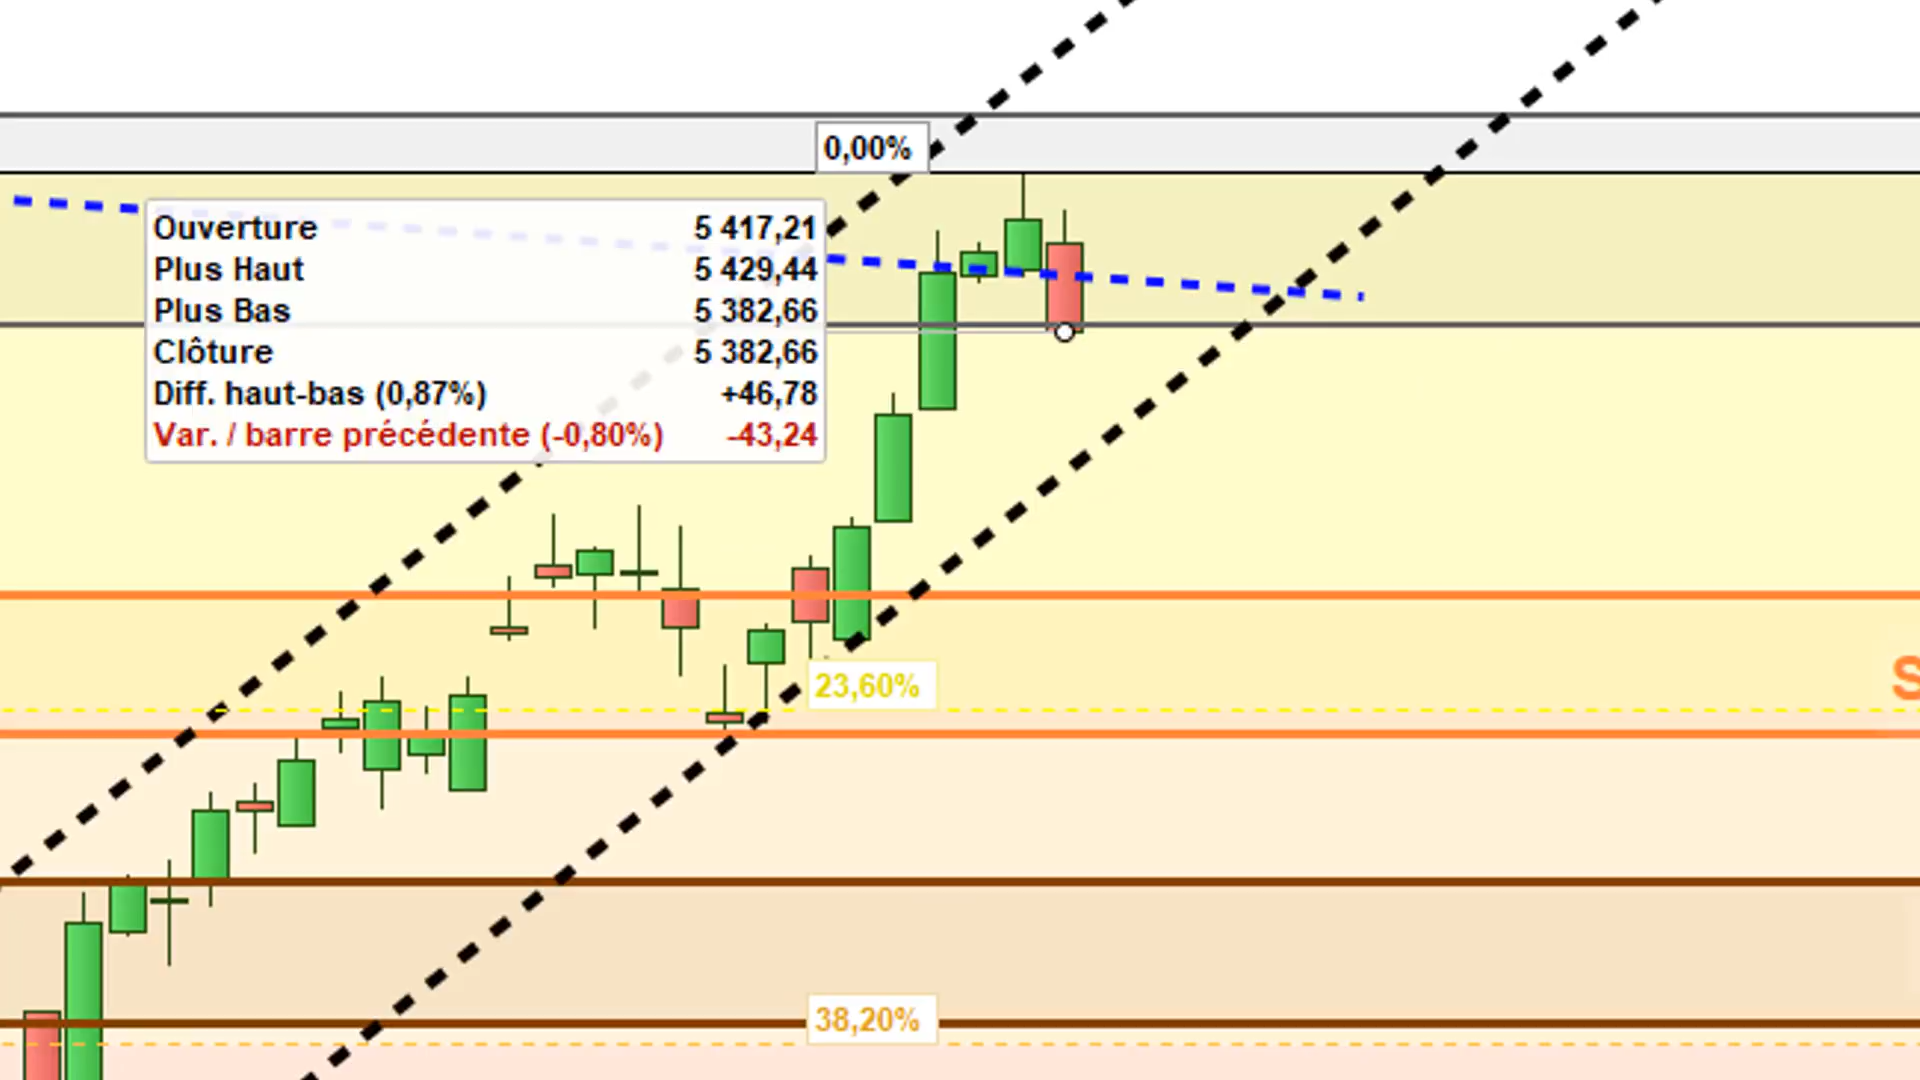 0,00%
Ouverture 5 417,21
Plus Haut 5 429,44
Plus Bas 5 382,66
Clôture 5 382,66
Diff. haut-bas (0,87%) +46,78
Var. / barre précédente (-0,80%) -43,24
23,60%
S
38,20%